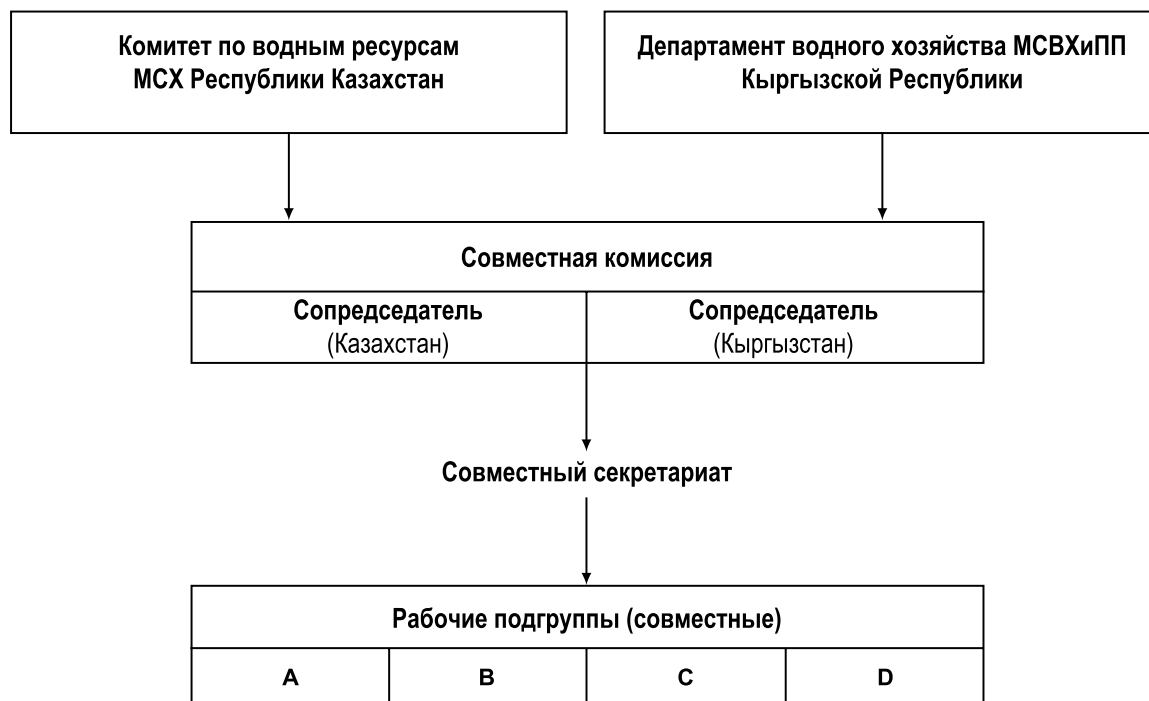 Комитет по водным ресурсам
МСХ Республики Казахстан
Департамент водного хозяйства МСВХиПП
Кыргызской Республики
Совместная комиссия
Сопредседатель
(Казахстан)
Сопредседатель
(Кыргызстан)
Совместный секретариат
Рабочие подгруппы (совместные)
A
B
C
D